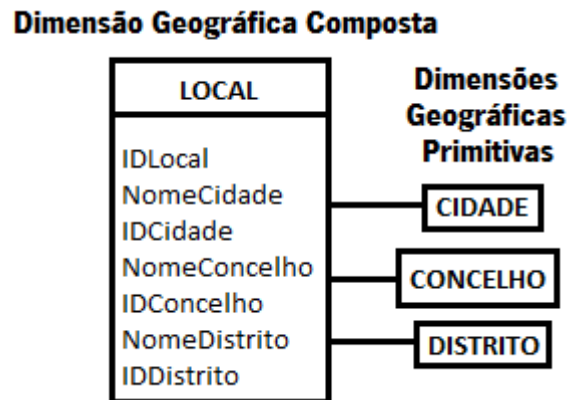 Dimensão Geográfica Composta
LOCAL
IDLocal
NomeCidade
IDCidade
NomeConcelho
IDConcelho
NomeDistrito
IDDistrito
Dimensões
Geográficas
Primitivas
CIDADE
CONCELHO
DISTRITO